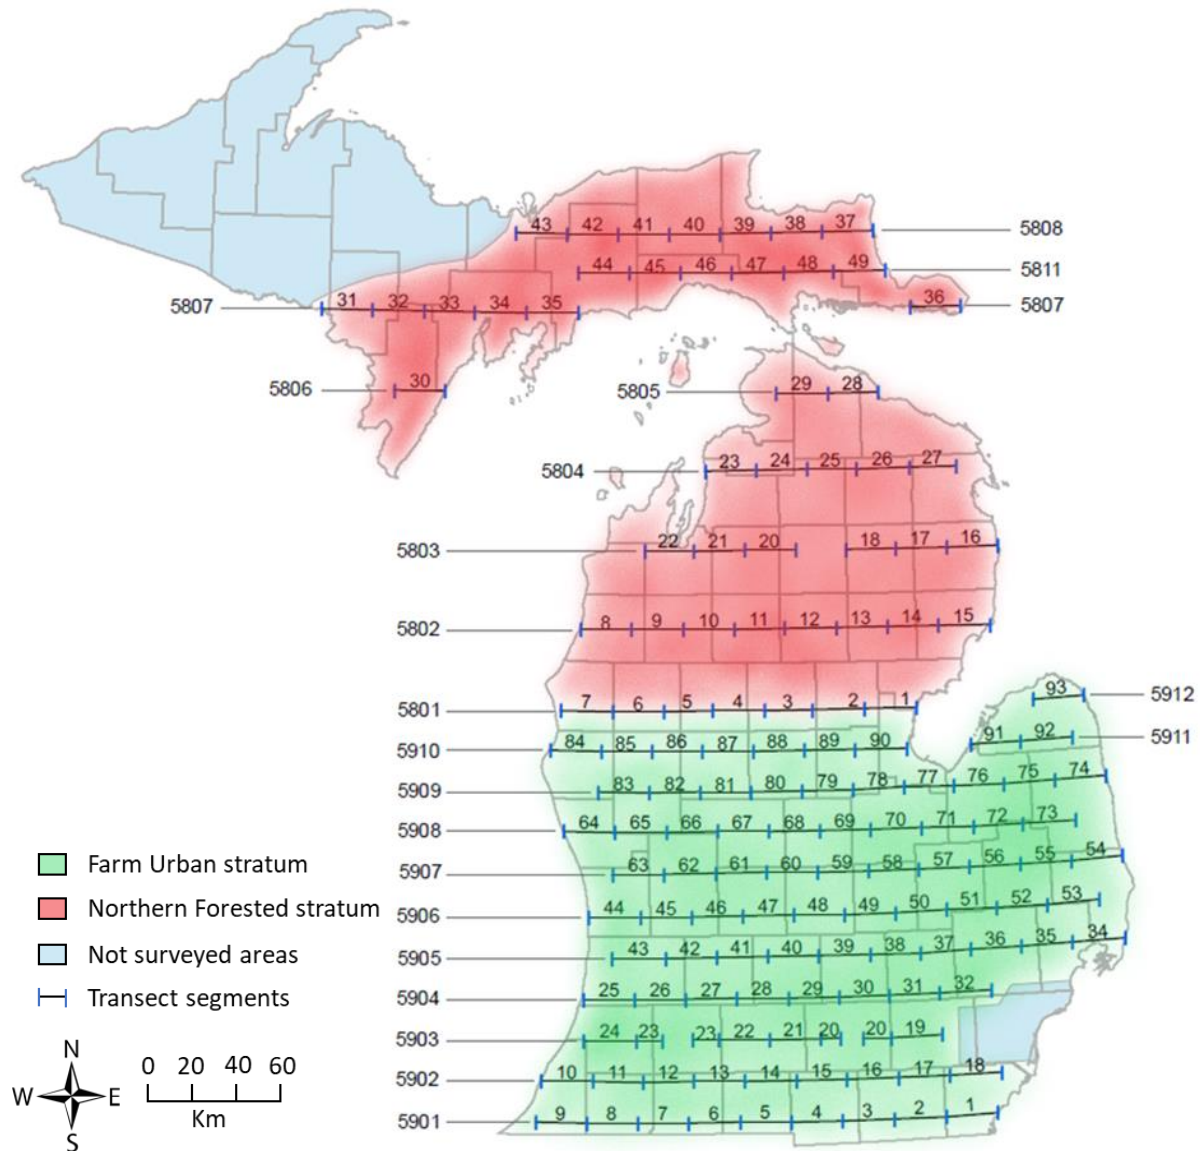 43 42 41 40 39 38 37 5808
44 45 46 47 48 49 5811
5807 31 32 33 34 35 36 5807
5806 30 5805 29 28
5804 23 24 25 26 27
5803 22 21 20 18 17 16
5802 8 9 10 11 12 13 14 15
93 5912
5801 7 6 5 4 3 2 1
91 92 5911
5910 84 85 86 87 88 89 90
5909 83 82 81 80 79 78 77 76 75 74
5908 64 65 66 67 68 69 70 71 72 73
5907 63 62 61 60 59 58 57 56 55 54
5906 44 45 46 47 48 49 50 51 52 53
5905 43 42 41 40 39 38 37 36 35 34
5904 25 26 27 28 29 30 31 32
5903 24 23 23 22 21 20 20 19
5902 10 11 12 13 14 15 16 17 18
5901 9 8 7 6 5 4 3 2 1
Farm Urban stratum
Northern Forested stratum
Not surveyed areas
Transect segments
N
W E
S
0 20 40 60
Km